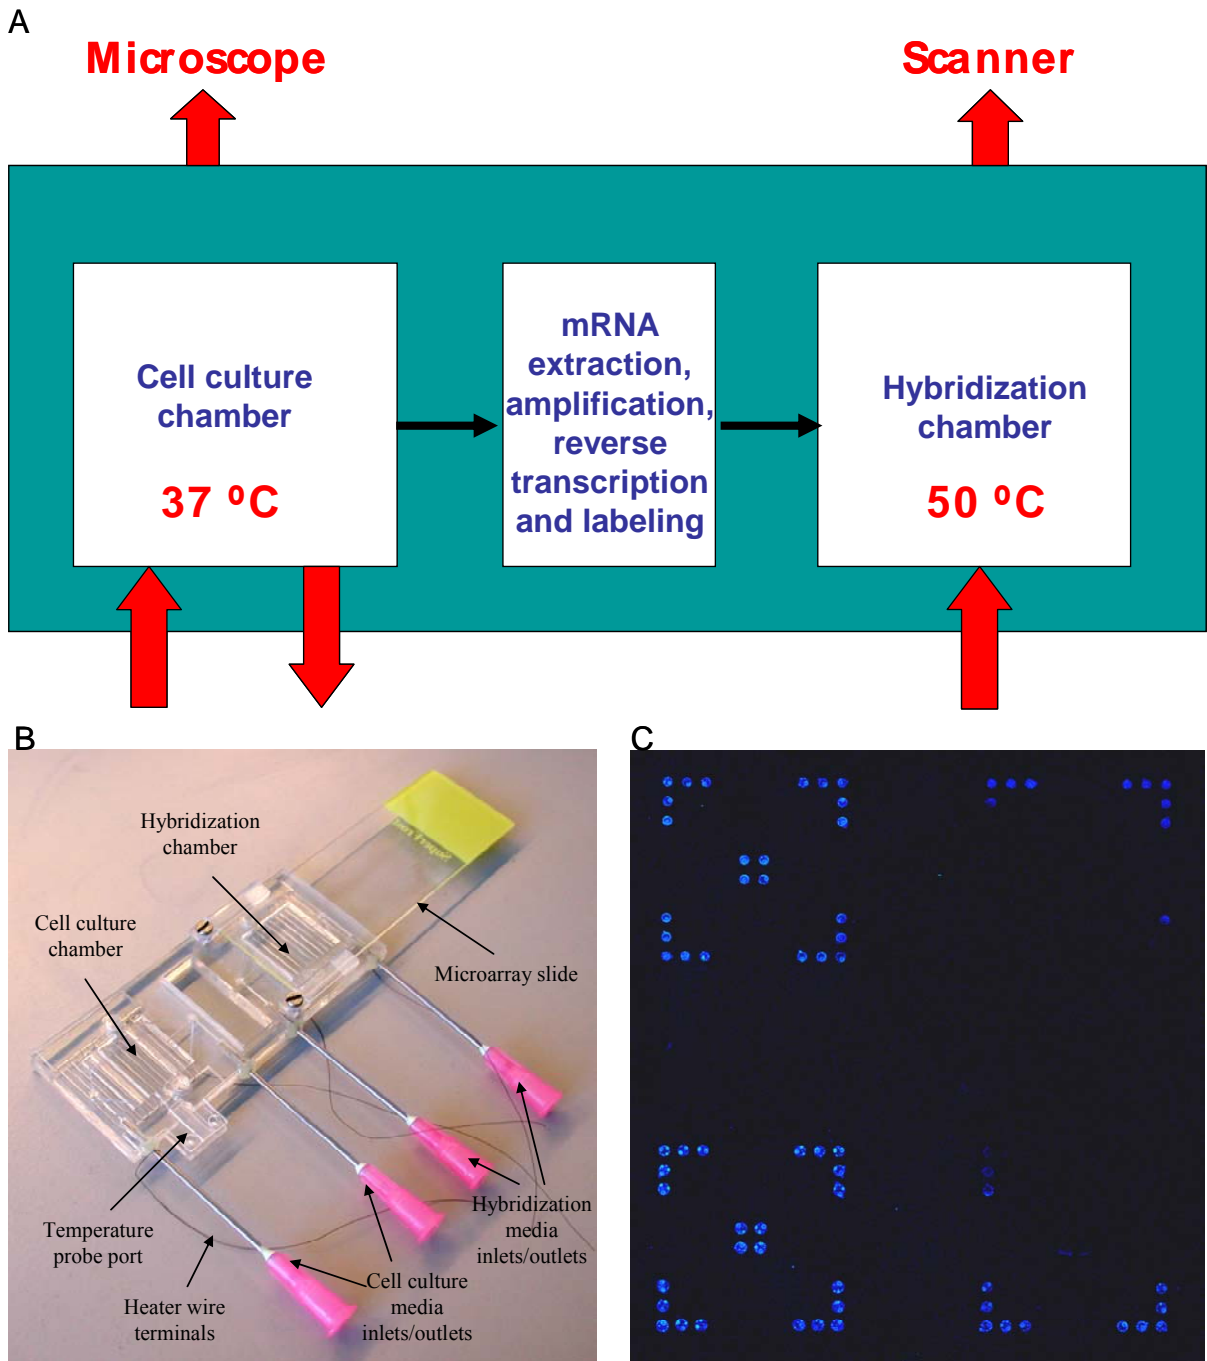 A
Microscope
Scanner
Cell culture
chamber
37 ºC
mRNA
extraction,
amplification,
reverse
transcription
and labeling
Hybridization
chamber
50 ºC
B
Hybridization
chamber
Cell culture
chamber
Microarray slide
Temperature
probe port
Heater wire
terminals
Cell culture
media
inlets/outlets
Hybridization
media
inlets/outlets
C